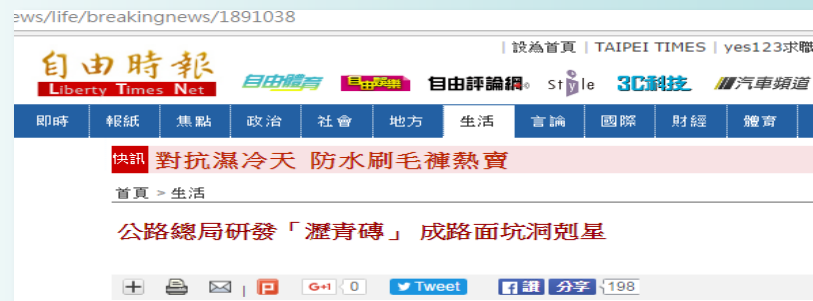 ews/life/breakingnews/1891038
設為首頁 | TAIPEI TIMES | yes123求職
自由時報
Liberty Times Net
自由體育 自由娛樂 自由評論網 Style 3C科技 汽車頻道
即時 報紙 焦點 政治 社會 地方 生活 言論 國際 財經 體育
快訊 對抗濕冷天 防水刷毛褲熱賣
首頁 > 生活
公路總局研發「瀝青磚」 成路面坑洞剋星
G+1 0 Tweet 讚 分享 198